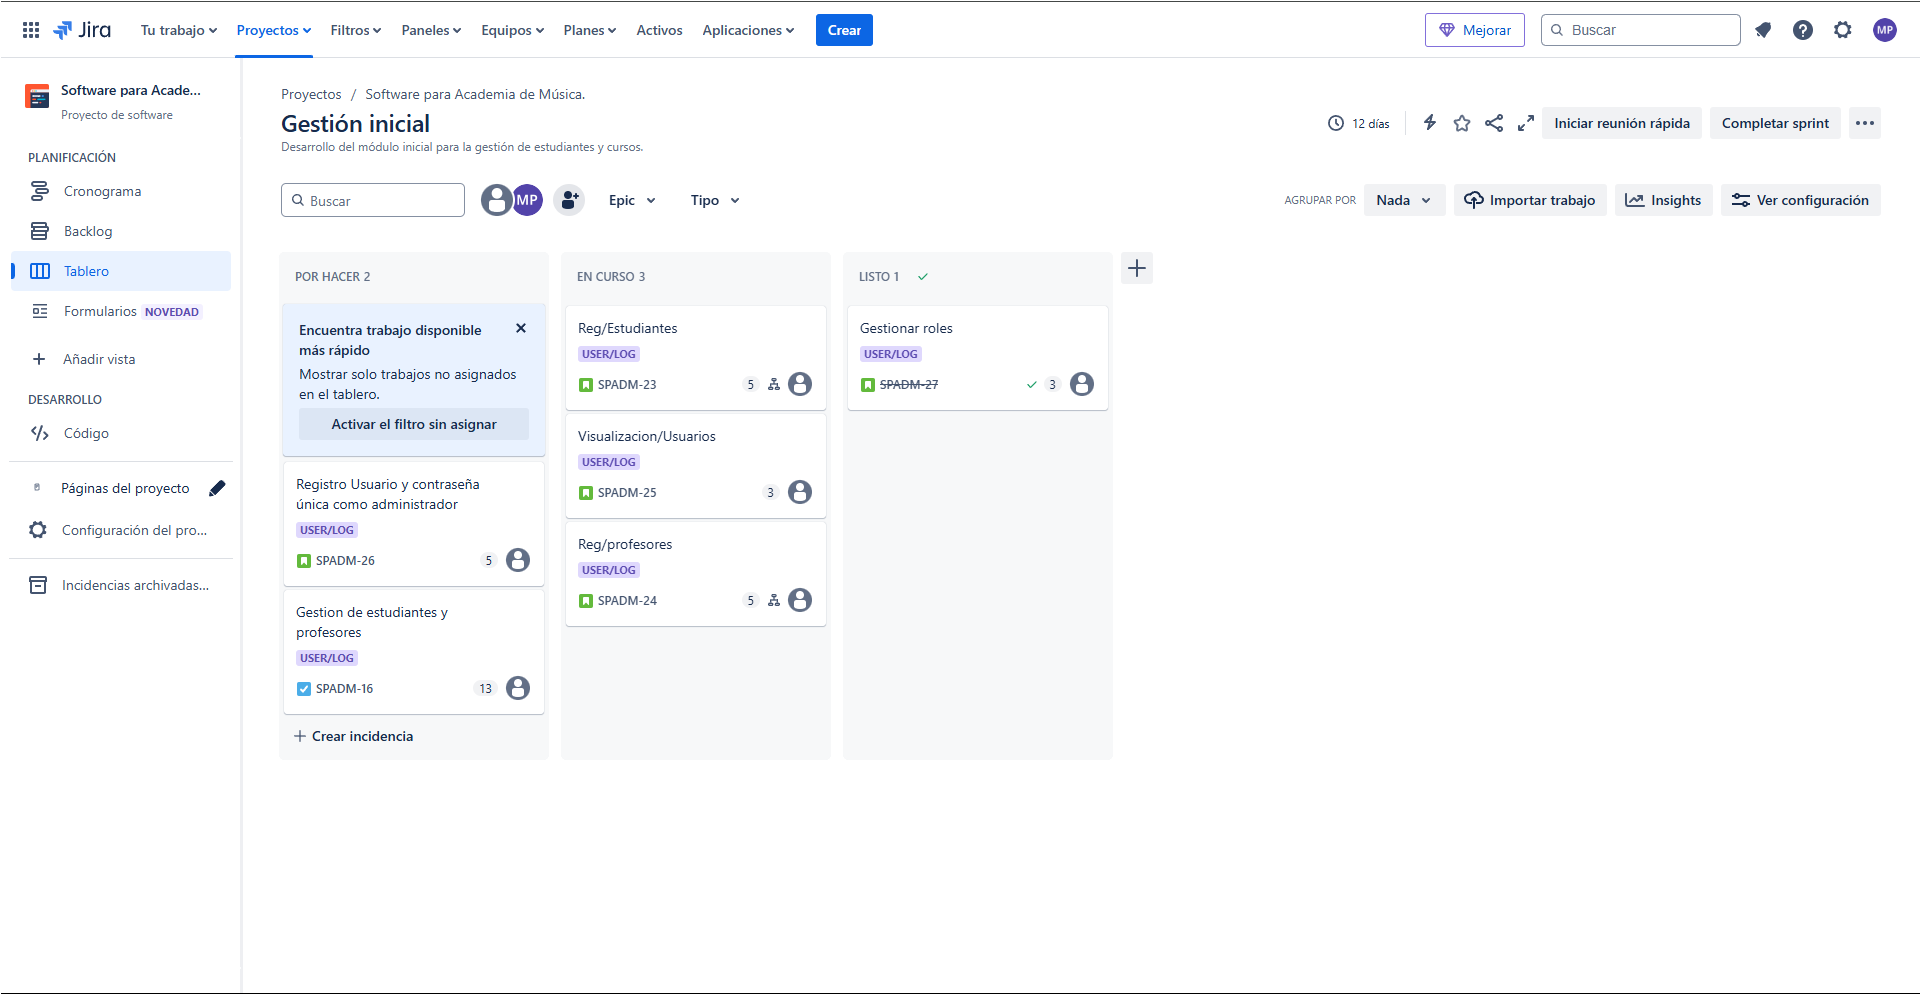 Jira
Tu trabajo
Proyectos
Filtros
Paneles
Equipos
Planes
Activos
Aplicaciones
Crear
Mejorar
Buscar
MP
Software para Acade...
Proyecto de software
PLANIFICACIÓN
Cronograma
Backlog
Tablero
Formularios NOVEDAD
Añadir vista
DESARROLLO
Código
Páginas del proyecto
Configuración del pro...
Incidencias archivadas...
Proyectos / Software para Academia de Música.
Gestión inicial
Desarrollo del módulo inicial para la gestión de estudiantes y cursos.
12 días
Iniciar reunión rápida
Completar sprint
Buscar
MP
Epic
Tipo
AGRUPAR POR
Nada
Importar trabajo
Insights
Ver configuración
POR HACER 2
Encuentra trabajo disponible
más rápido
Mostrar solo trabajos no asignados
en el tablero.
Activar el filtro sin asignar
Registro Usuario y contraseña
única como administrador
USER/LOG
SPADM-26 5
Gestion de estudiantes y
profesores
USER/LOG
SPADM-16 13
Crear incidencia
EN CURSO 3
Reg/Estudiantes
USER/LOG
SPADM-23 5
Visualizacion/Usuarios
USER/LOG
SPADM-25 3
Reg/profesores
USER/LOG
SPADM-24 5
LISTO 1
Gestionar roles
USER/LOG
SPADM-27 3